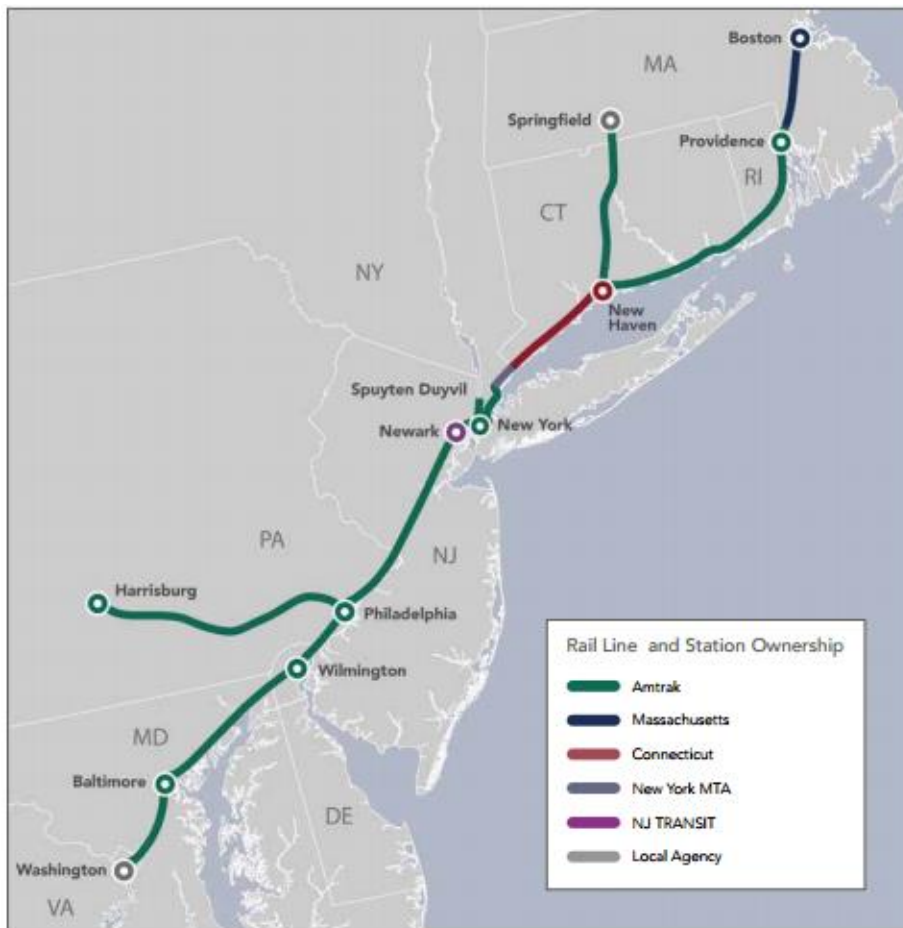 Boston
MA
Springfield
Providence
RI
CT
NY
New
Haven
Spuyten Duyvil
Newark
New York
PA
NJ
Harrisburg
Philadelphia
Wilmington
MD
Baltimore
DE
Washington
VA
Rail Line and Station Ownership
Amtrak
Massachusetts
Connecticut
New York MTA
NJ TRANSIT
Local Agency